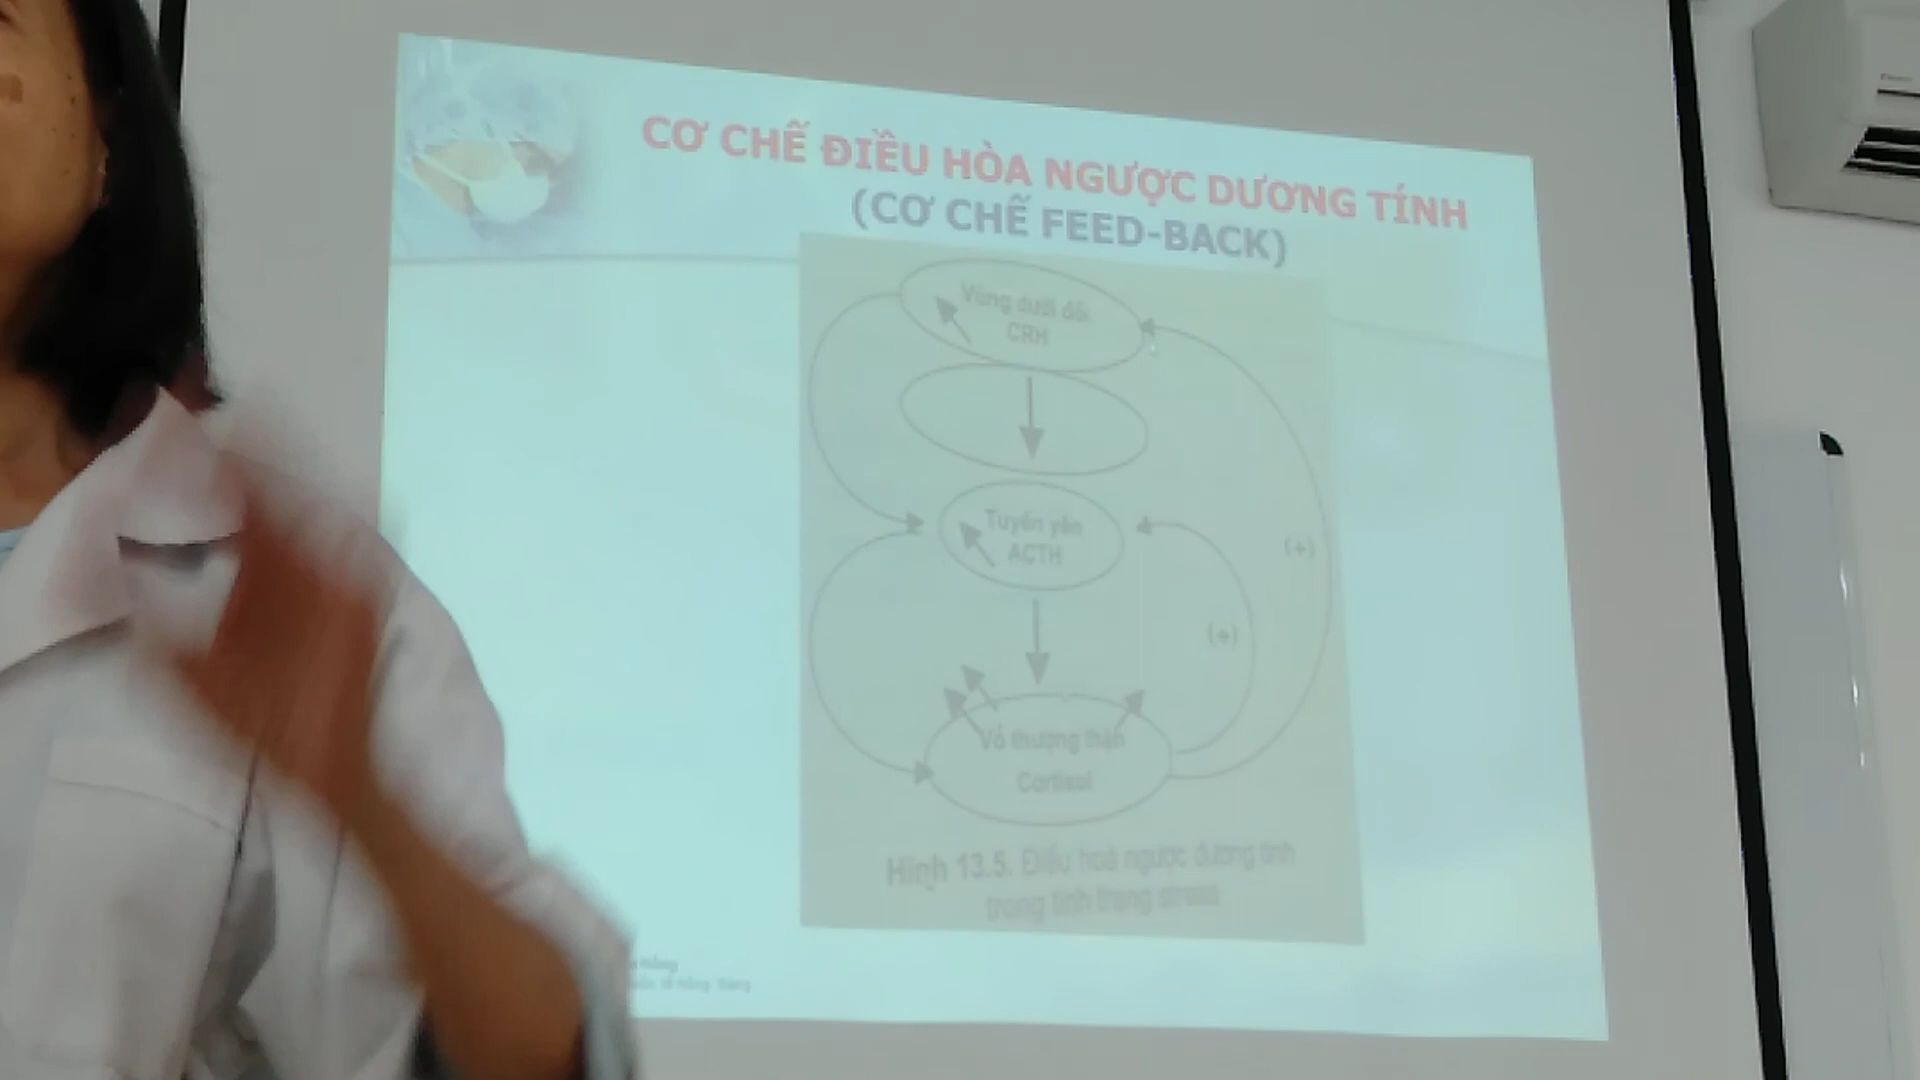 CƠ CHẾ ĐIỀU HÒA NGƯỢC DƯƠNG TÍNH
(CƠ CHẾ FEED-BACK)
Vùng dưới đồi
CRH
Tuyến yên
ACTH
(+)
(+)
Vỏ thượng thận
Cortisol
Hình 13.5. Điều hoà ngược dương tính
trong tình trạng stress